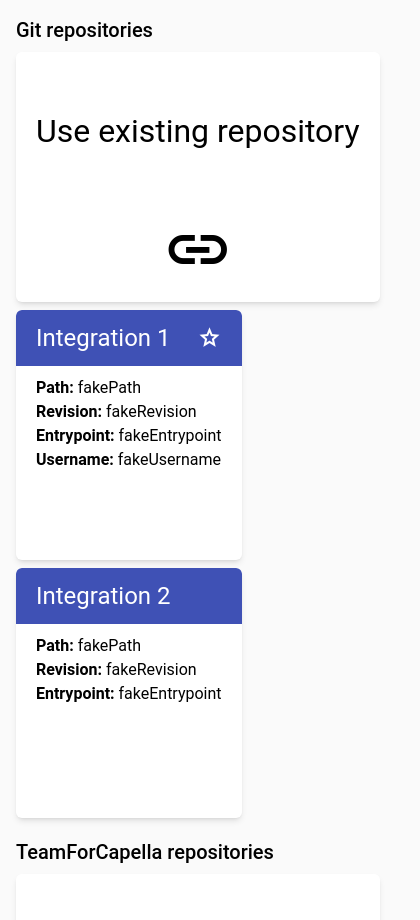 Git repositories
Use existing repository
Integration 1
Path: fakePath
Revision: fakeRevision
Entrypoint: fakeEntrypoint
Username: fakeUsername
Integration 2
Path: fakePath
Revision: fakeRevision
Entrypoint: fakeEntrypoint
TeamForCapella repositories